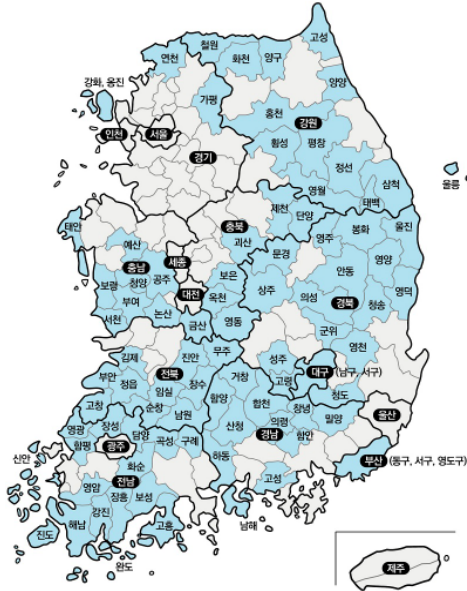 고성
철원
연천
화천
양구
양양
강화, 옹진
가평
인천
서울
홍천
강원
경기
횡성
평창
정선
울릉
영월
삼척
태백
제천
단양
충북
괴산
태안
예산
세종
충남
보령
청양
공주
대전
보은
부여
논산
옥천
서천
금산
영동
문경
영주
봉화
울진
영양
안동
상주
의성
경북
영덕
청송
군위
영천
김제
진안
무주
전북
부안
정읍
임실
장수
고창
순창
남원
성주
대구 (남구, 서구)
고령
청도
거창
함양
합천
창녕
밀양
울산
산청
의령
경남
함안
하동
고성
부산 (동구, 서구, 영도구)
영광
장성
담양
곡성
구례
신안
함평
광주
화순
전남
영암
장흥
보성
강진
해남
고흥
진도
완도
남해
제주